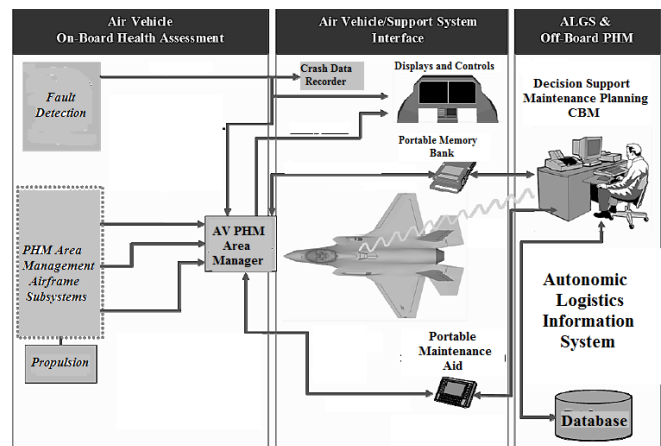 Air Vehicle
On-Board Health Assessment
Air Vehicle/Support System
Interface
ALGS &
Off-Board PHM
Fault
Detection
Crash Data
Recorder
Displays and Controls
Decision Support
Maintenance Planning
CBM
Portable Memory
Bank
PHM Area
Management
Airframe
Subsystems
AV PHM
Area
Manager
Propulsion
Autonomic
Logistics
Information
System
Portable
Maintenance
Aid
Database